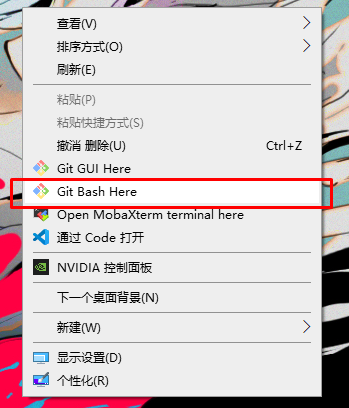 查看(V)
排序方式(O)
刷新(E)
粘贴(P)
粘贴快捷方式(S)
撤消 删除(U) Ctrl+Z
Git GUI Here
Git Bash Here
Open MobaXterm terminal here
通过 Code 打开
NVIDIA 控制面板
下一个桌面背景(N)
新建(W)
显示设置(D)
个性化(R)